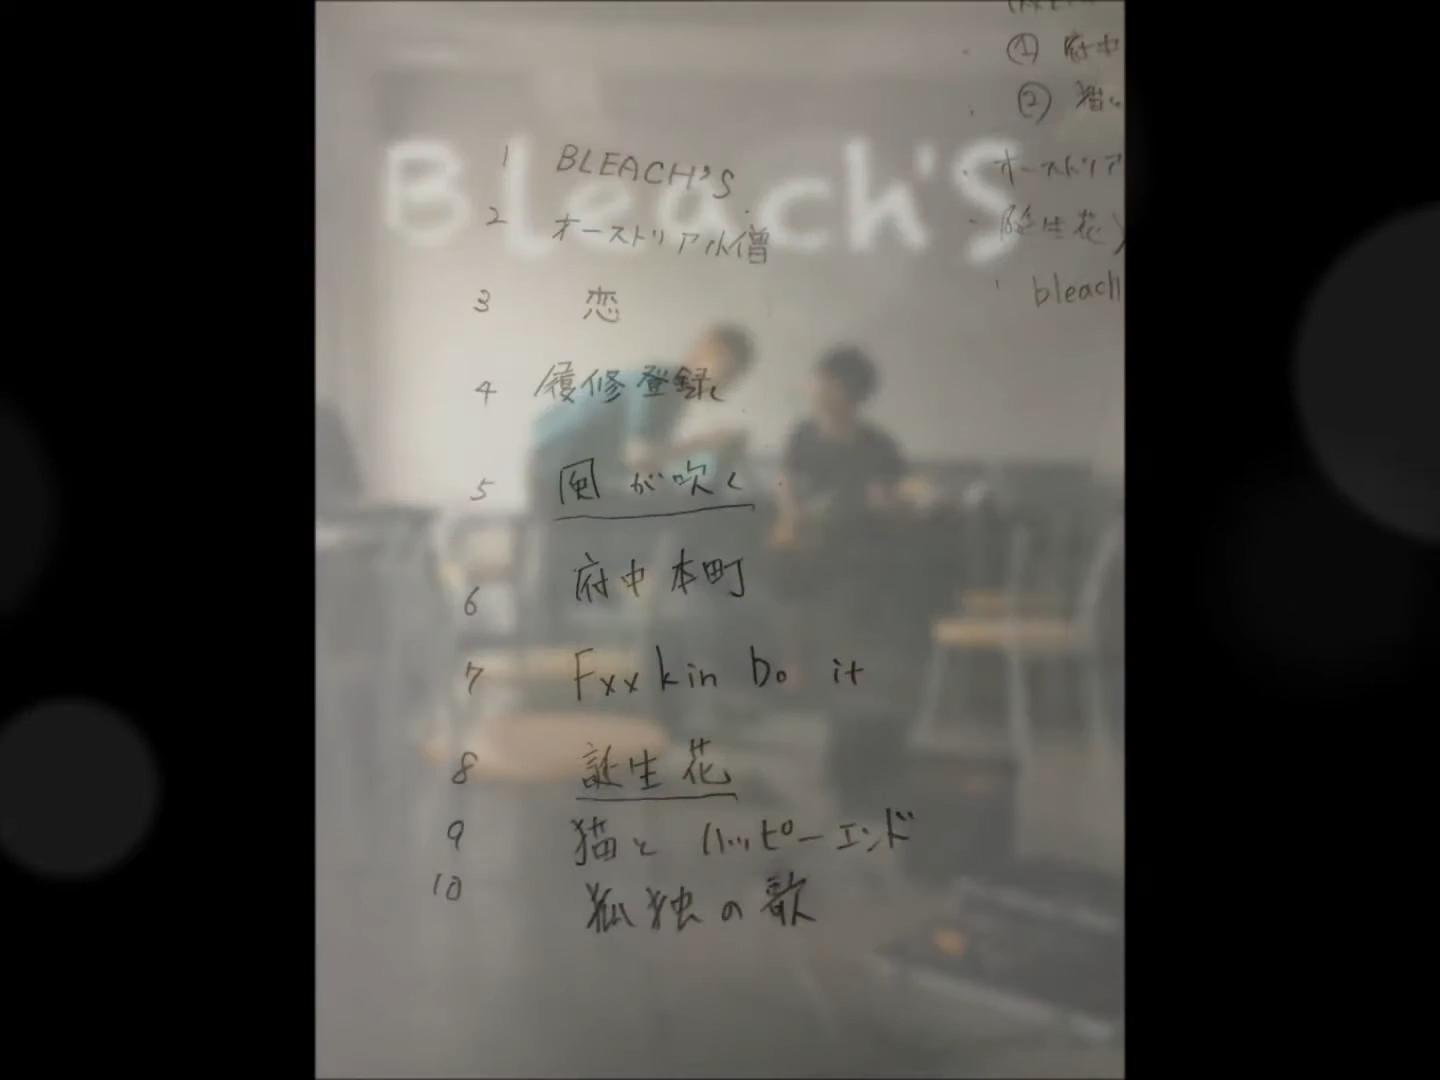 Bleach's
1 BLEACH'S
2 オーストリア小僧
3 恋
4 履修登録
5 風が吹く
6 府中本町
7 Fxxkin Do it
8 誕生花
9 猫とハッピーエンド
10 孤独の歌
① 府中
② 猫と
・オーストリア
・誕生花
bleach